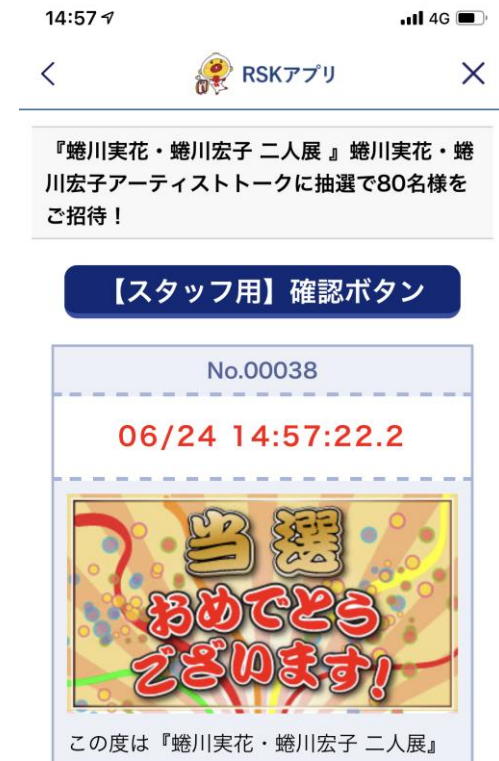 14:57
4G
RSKアプリ
『蜷川実花・蜷川宏子 二人展 』蜷川実花・蜷
川宏子アーティストトークに抽選で80名様を
ご招待！
【スタッフ用】確認ボタン
No.00038
06/24 14:57:22.2
当選
おめでとう
ございます!
この度は『蜷川実花・蜷川宏子 二人展』